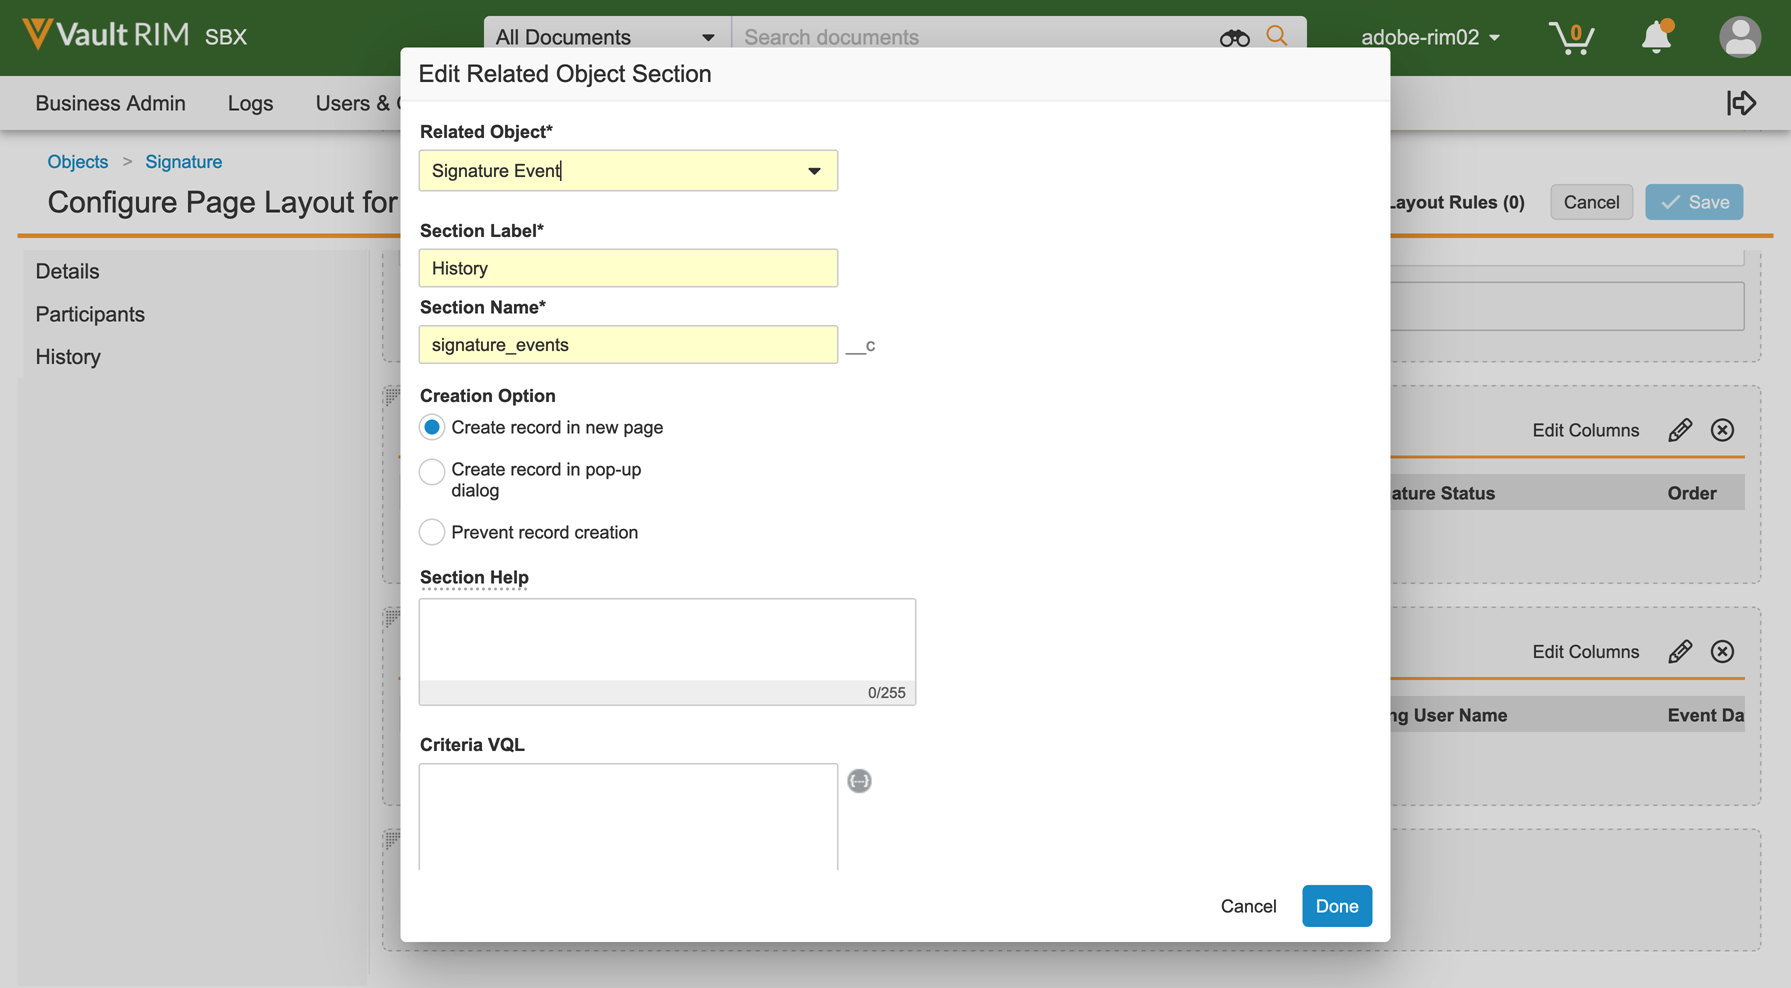 Vault RIM SBX
All Documents
Search documents
adobe-rim02
0
Business Admin
Logs
Users &
Objects > Signature
Configure Page Layout for
Layout Rules (0)
Cancel
Save
Details
Participants
History
Edit Related Object Section
Related Object*
Signature Event
Section Label*
History
Section Name*
signature_events
__c
Creation Option
Create record in new page
Create record in pop-up
dialog
Prevent record creation
Section Help
0/255
Criteria VQL
{...}
Cancel
Done
Edit Columns
ature Status
Order
Edit Columns
ng User Name
Event Da